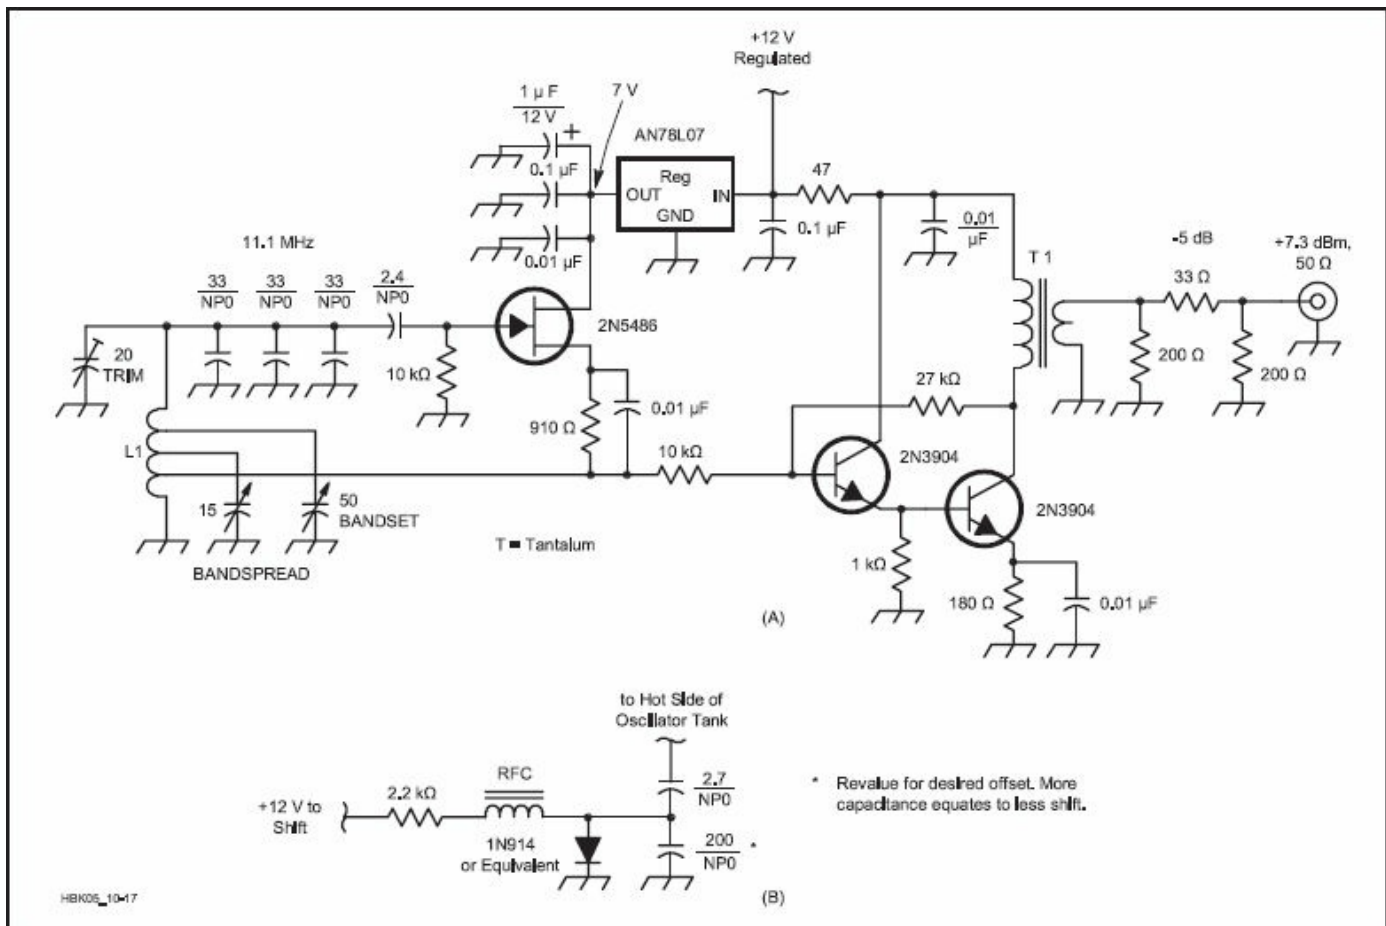 +12 V
Regulated
1 µF
12 V
+
7 V
AN78L07
0.1 µF
Reg
OUT
IN
GND
47
0.1 µF
0.01
µF
11.1 MHz
0.01 µF
T 1
-5 dB
+7.3 dBm,
50 Ω
33 Ω
33
NP0
33
NP0
33
NP0
2.4
NP0
2N5486
20
TRIM
10 kΩ
200 Ω
200 Ω
27 kΩ
0.01 µF
910 Ω
L1
10 kΩ
2N3904
15
50
BANDSET
2N3904
T = Tantalum
BANDSPREAD
1 kΩ
180 Ω
0.01 µF
(A)
to Hot Side of
Oscillator Tank
RFC
2.7
NP0
* Revalue for desired offset. More
capacitance equates to less shift.
2.2 kΩ
+12 V to
Shift
1N914
or Equivalent
200
NP0
*
HBK05_10-17
(B)